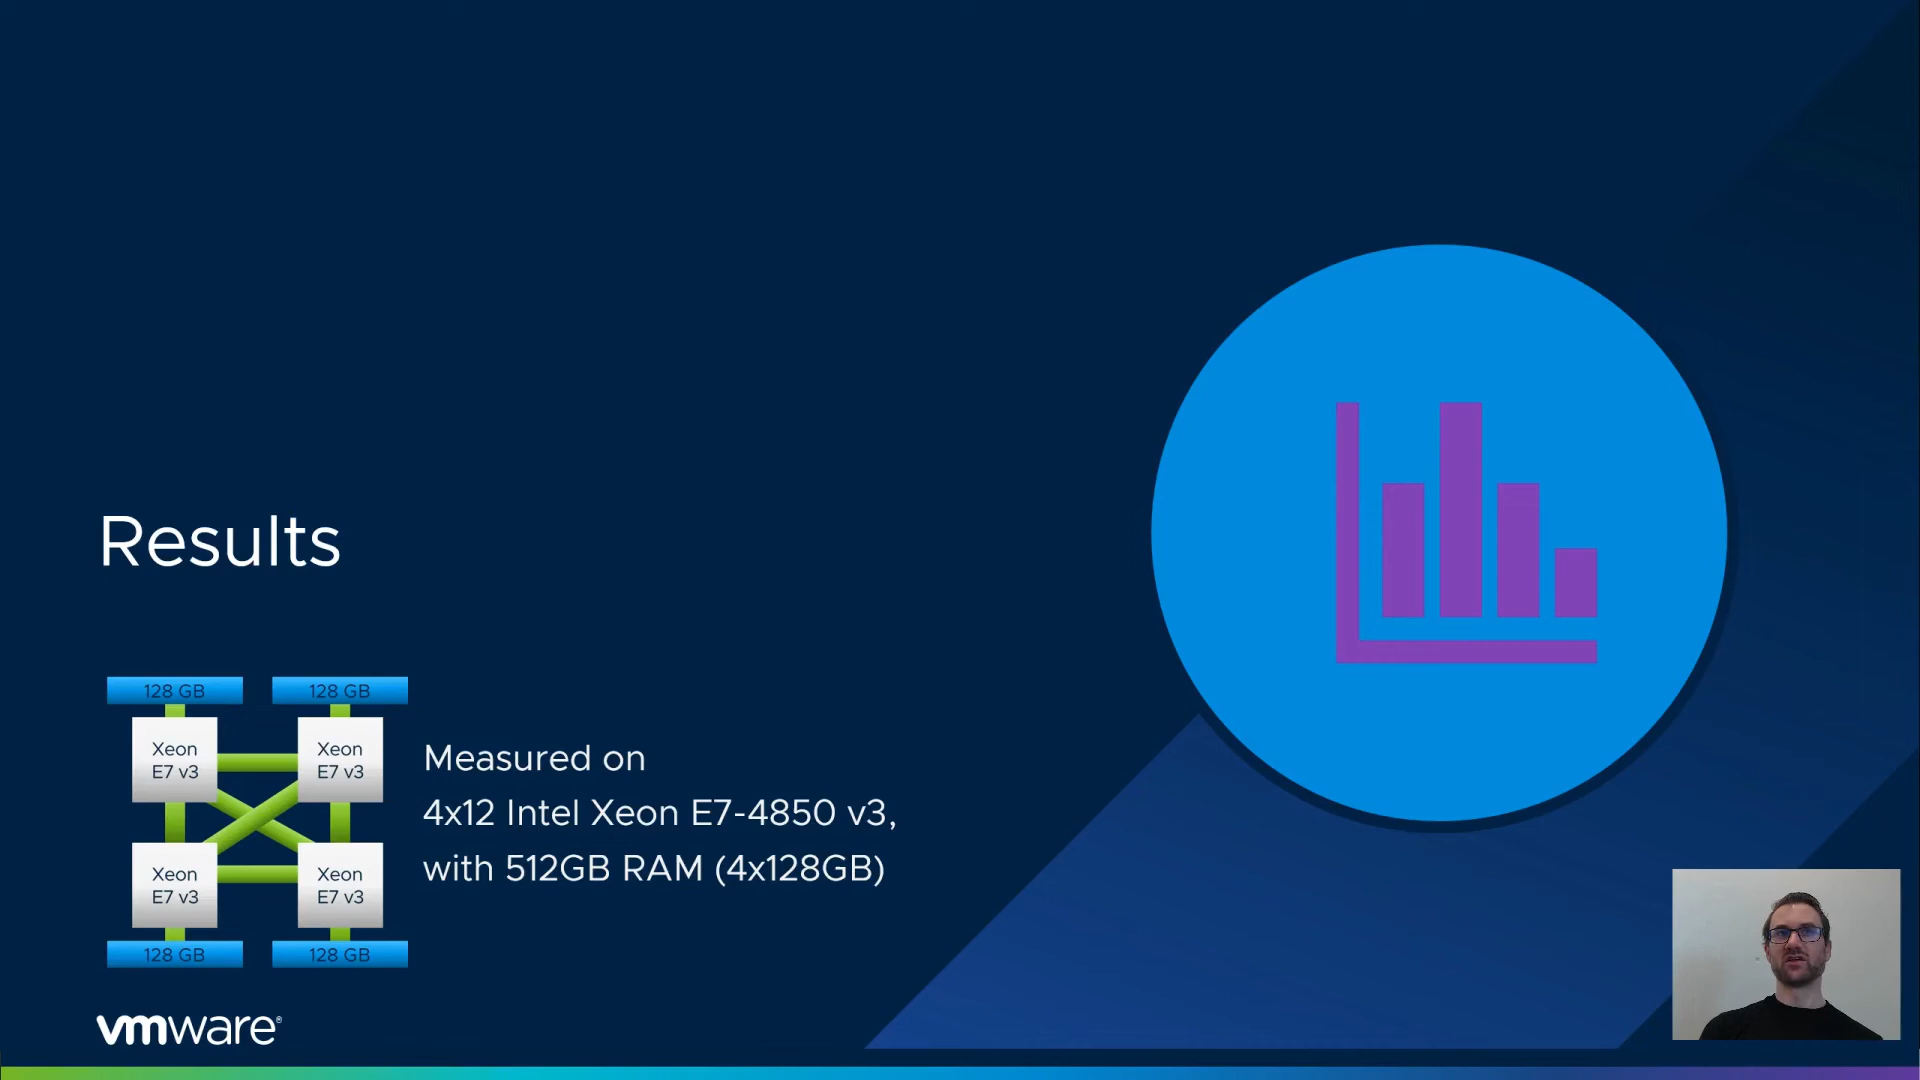 Results
128 GB
128 GB
Xeon
E7 v3
Xeon
E7 v3
Xeon
E7 v3
Xeon
E7 v3
128 GB
128 GB
Measured on
4x12 Intel Xeon E7-4850 v3,
with 512GB RAM (4x128GB)
vmware®